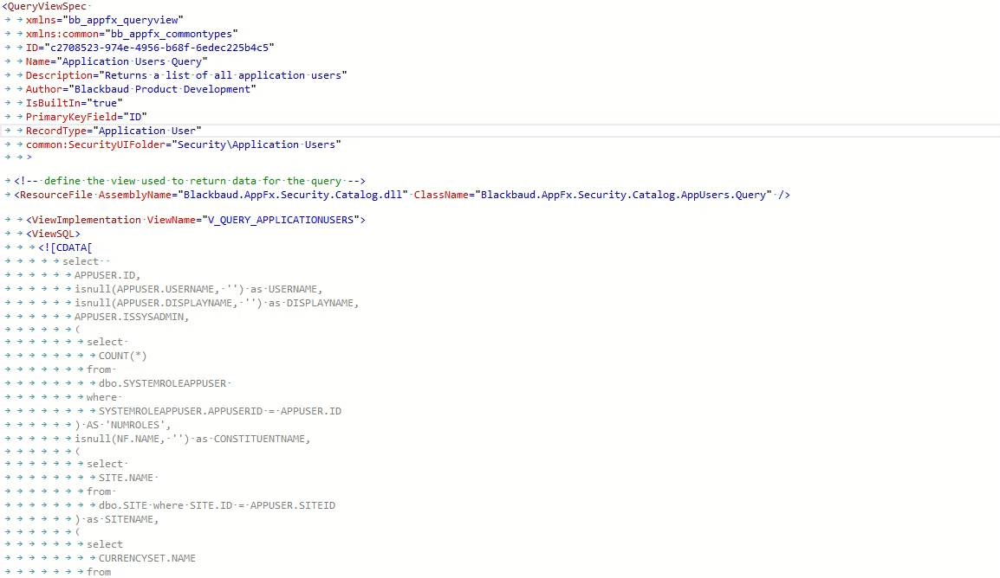 <QueryViewSpec
xmlns="bb_appfx_queryview"
xmlns:common="bb_appfx_commontypes"
ID="c2708523-974e-4956-b68f-6edec225b4c5"
Name="Application Users Query"
Description="Returns a list of all application users"
Author="Blackbaud Product Development"
IsBuiltIn="true"
PrimaryKeyField="ID"
RecordType="Application User"
common:SecurityUIFolder="Security\Application Users"
>
<!-- define the view used to return data for the query -->
<ResourceFile AssemblyName="Blackbaud.AppFx.Security.Catalog.dll" ClassName="Blackbaud.AppFx.Security.Catalog.AppUsers.Query" />
<ViewImplementation ViewName="V_QUERY_APPLICATIONUSERS">
<ViewSQL>
<![CDATA[
select
APPUSER.ID,
isnull(APPUSER.USERNAME, '') as USERNAME,
isnull(APPUSER.DISPLAYNAME, '') as DISPLAYNAME,
APPUSER.ISSYSADMIN,
(
select
COUNT(*)
from
dbo.SYSTEMROLEAPPUSER
where
SYSTEMROLEAPPUSER.APPUSERID = APPUSER.ID
) AS 'NUMROLES',
isnull(NF.NAME, '') as CONSTITUENTNAME,
(
select
SITE.NAME
from
dbo.SITE where SITE.ID = APPUSER.SITEID
) as SITENAME,
(
select
CURRENCYSET.NAME
from